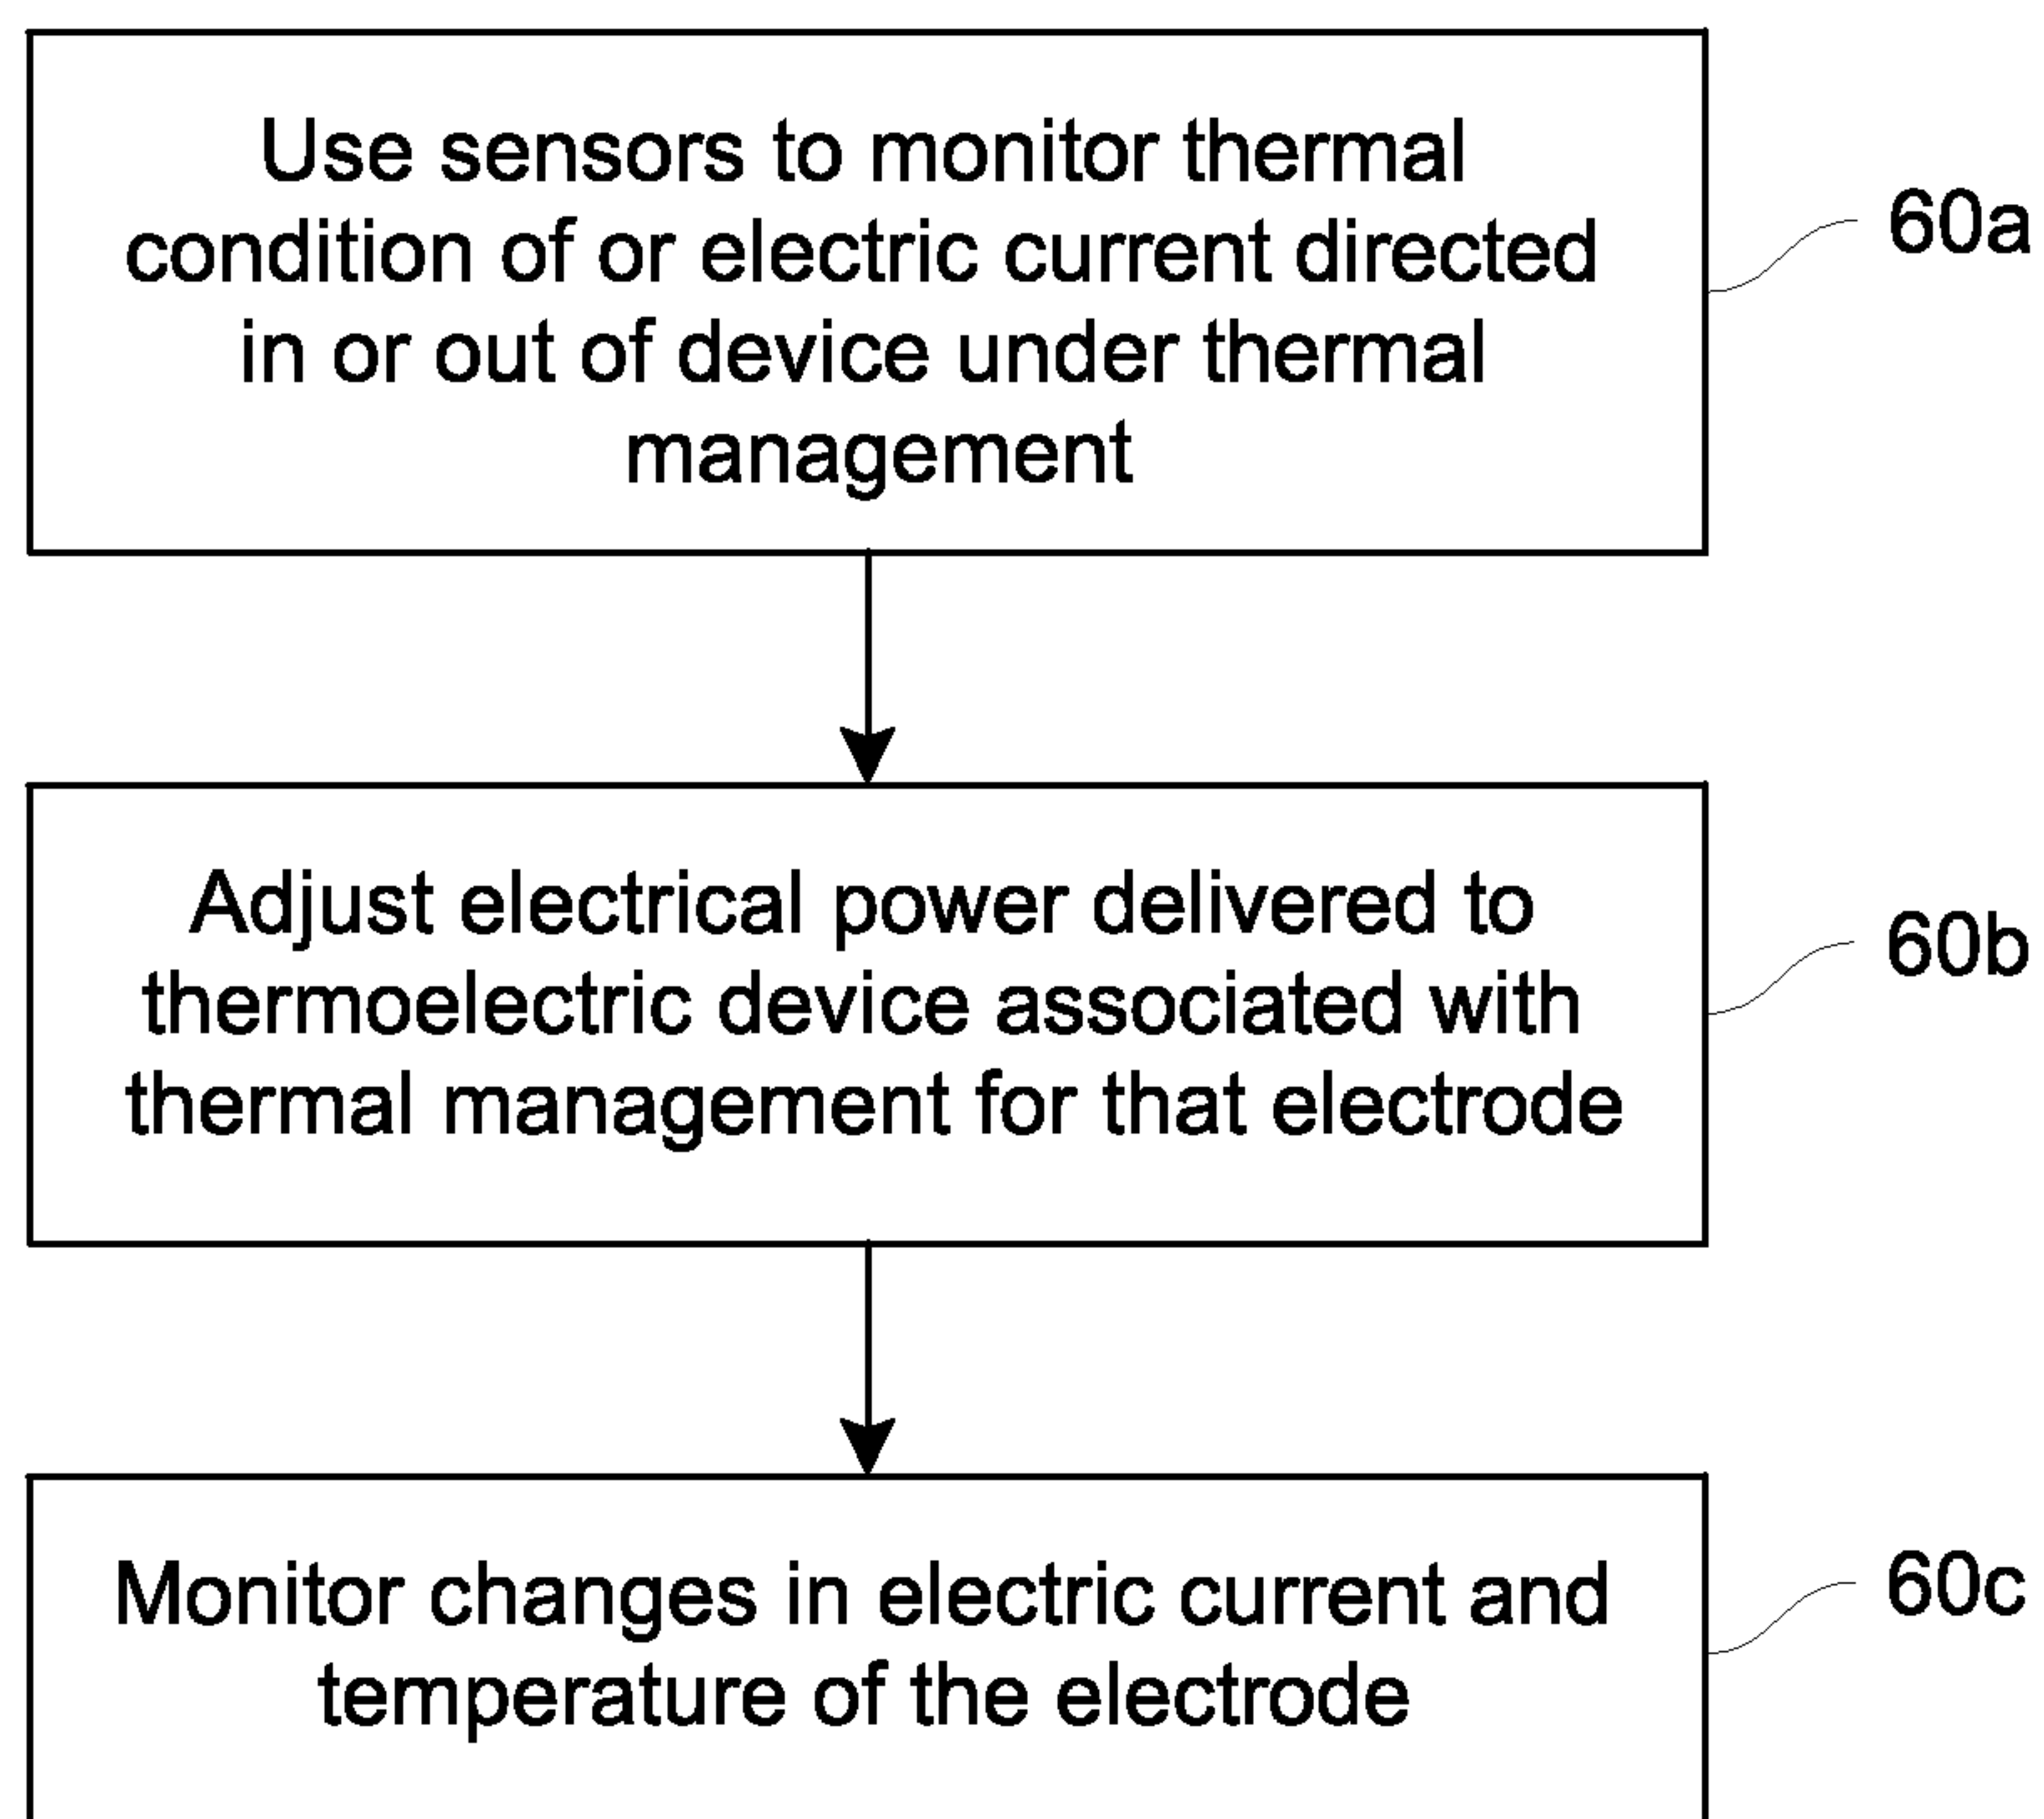 Use sensors to monitor thermal
condition of or electric current directed
in or out of device under thermal
management
60a
Adjust electrical power delivered to
thermoelectric device associated with
thermal management for that electrode
60b
Monitor changes in electric current and
temperature of the electrode
60c